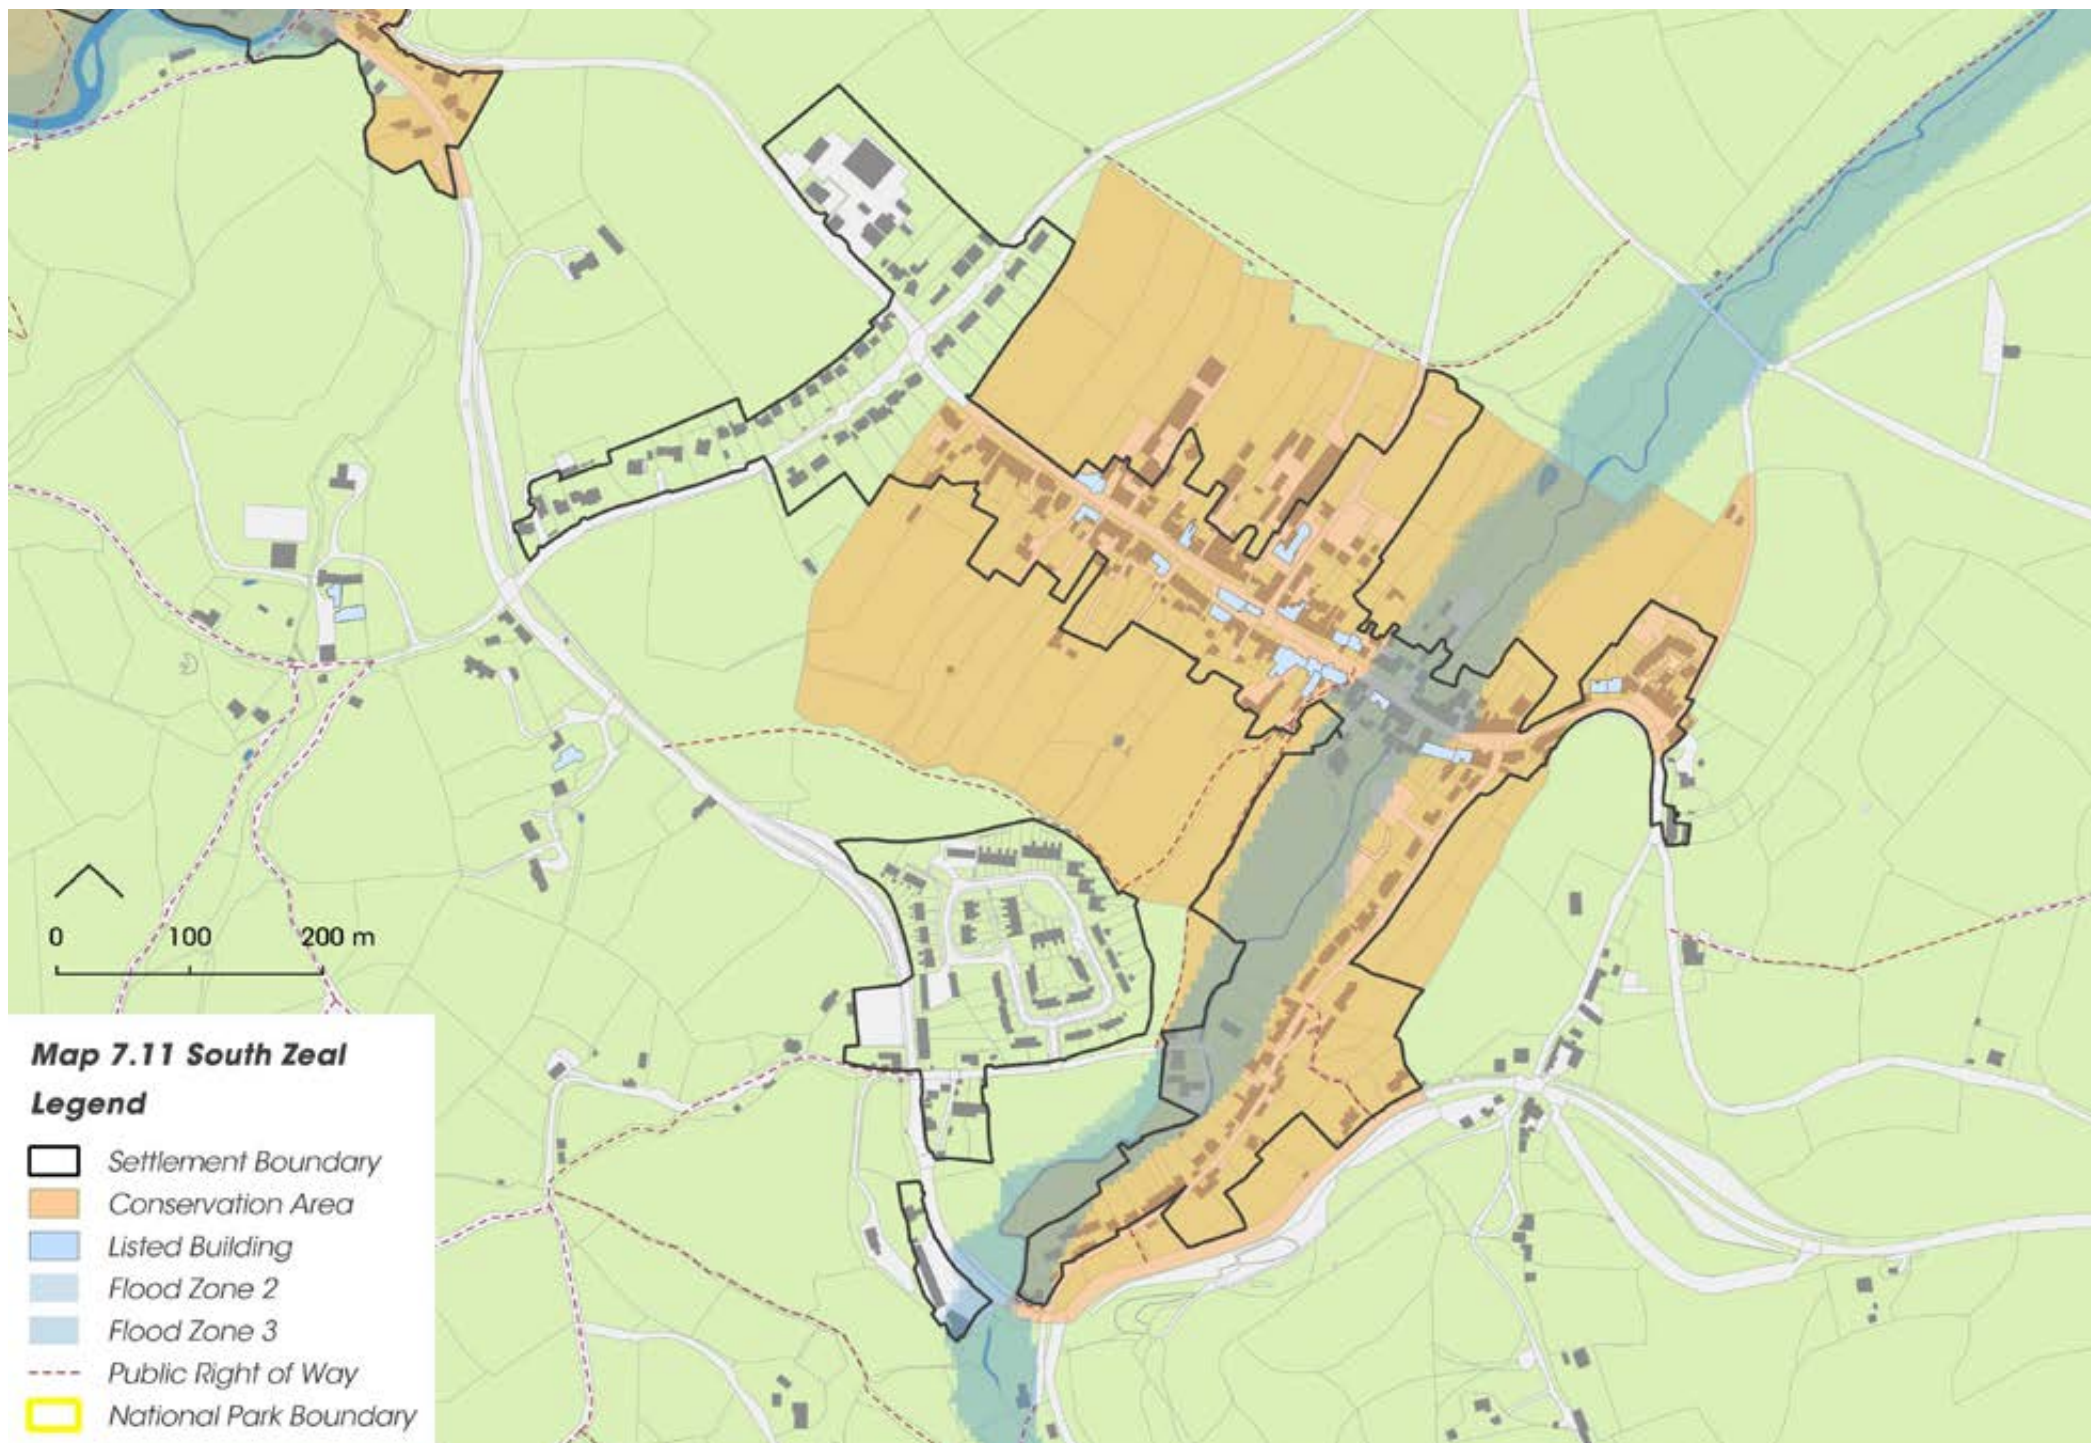 0 100 200 m
Map 7.11 South Zeal
Legend
Settlement Boundary
Conservation Area
Listed Building
Flood Zone 2
Flood Zone 3
Public Right of Way
National Park Boundary